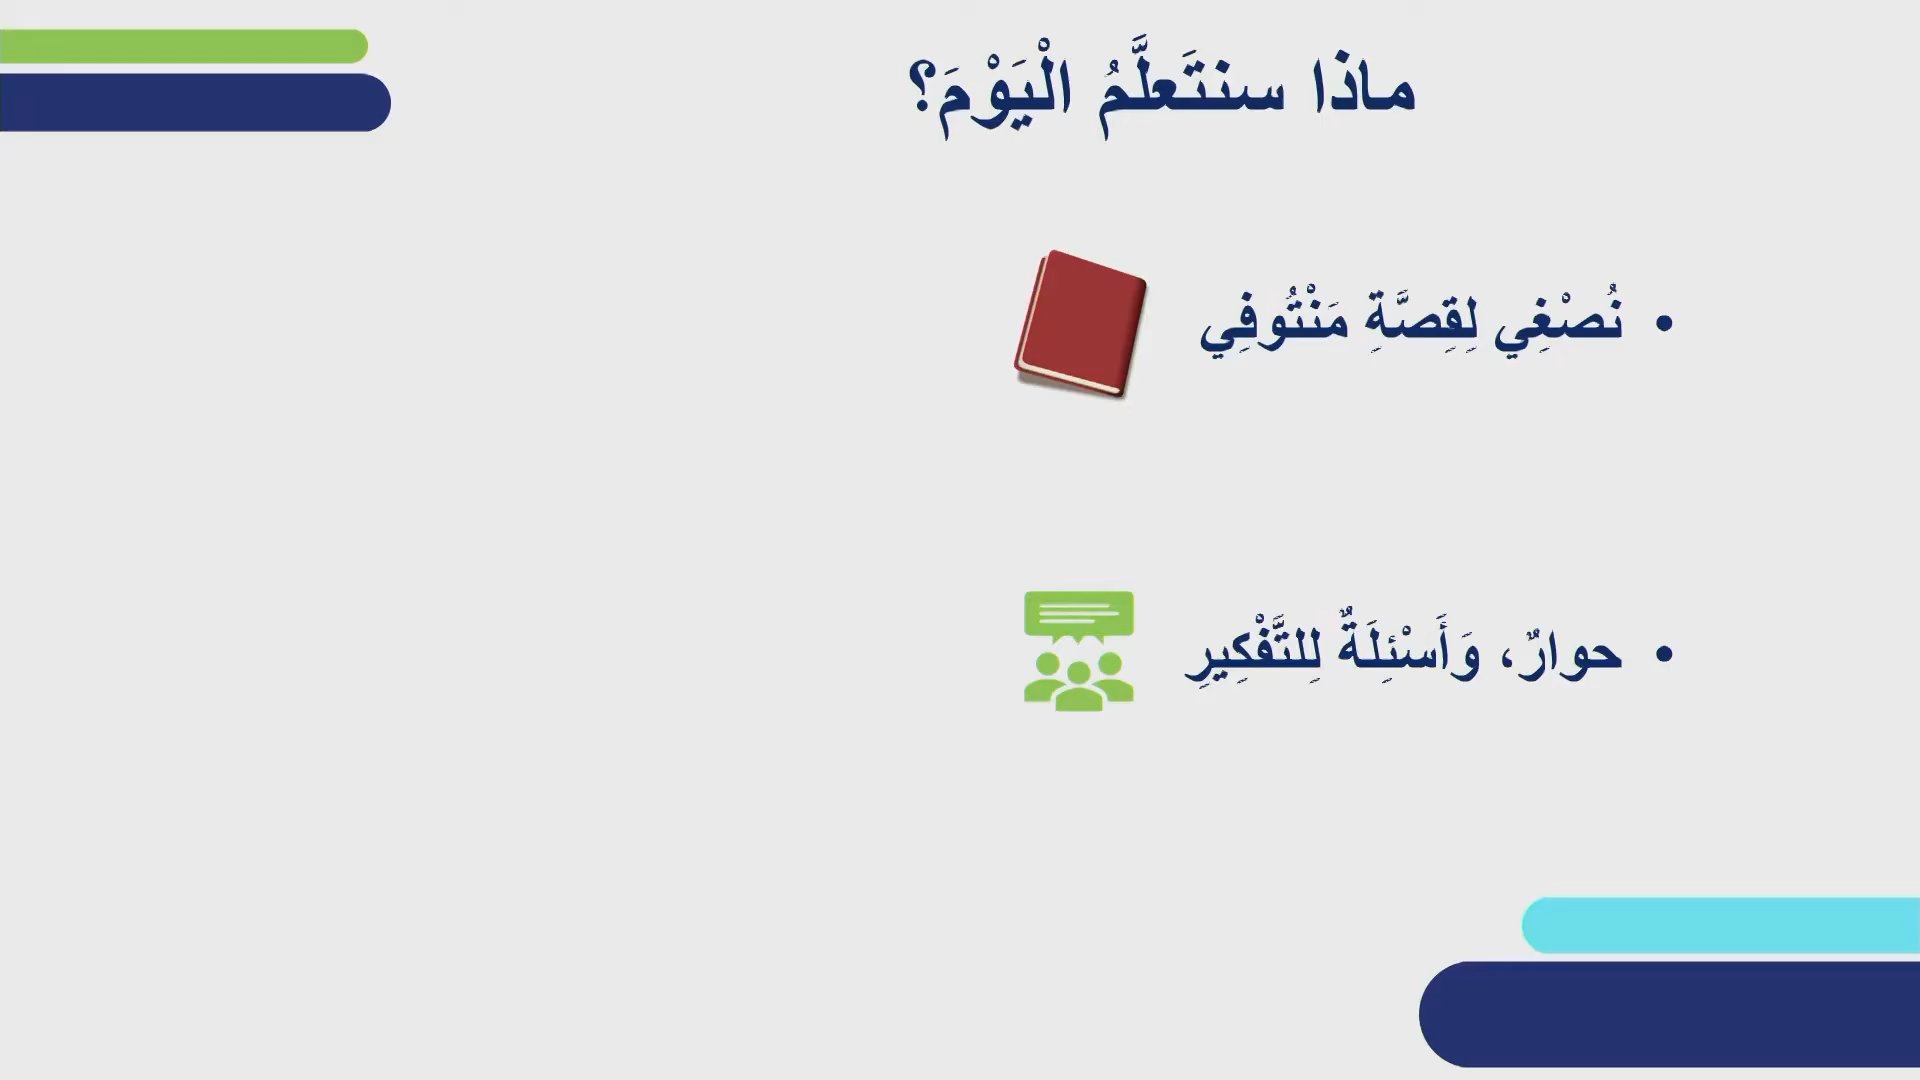 ماذا سنتَعلَّمُ الْيَوْمَ؟
• نُصْغِي لِقِصَّةِ مَنْتُوفِي
• حوارٌ، وَأَسْئِلَةٌ لِلتَّفْكِيرِ